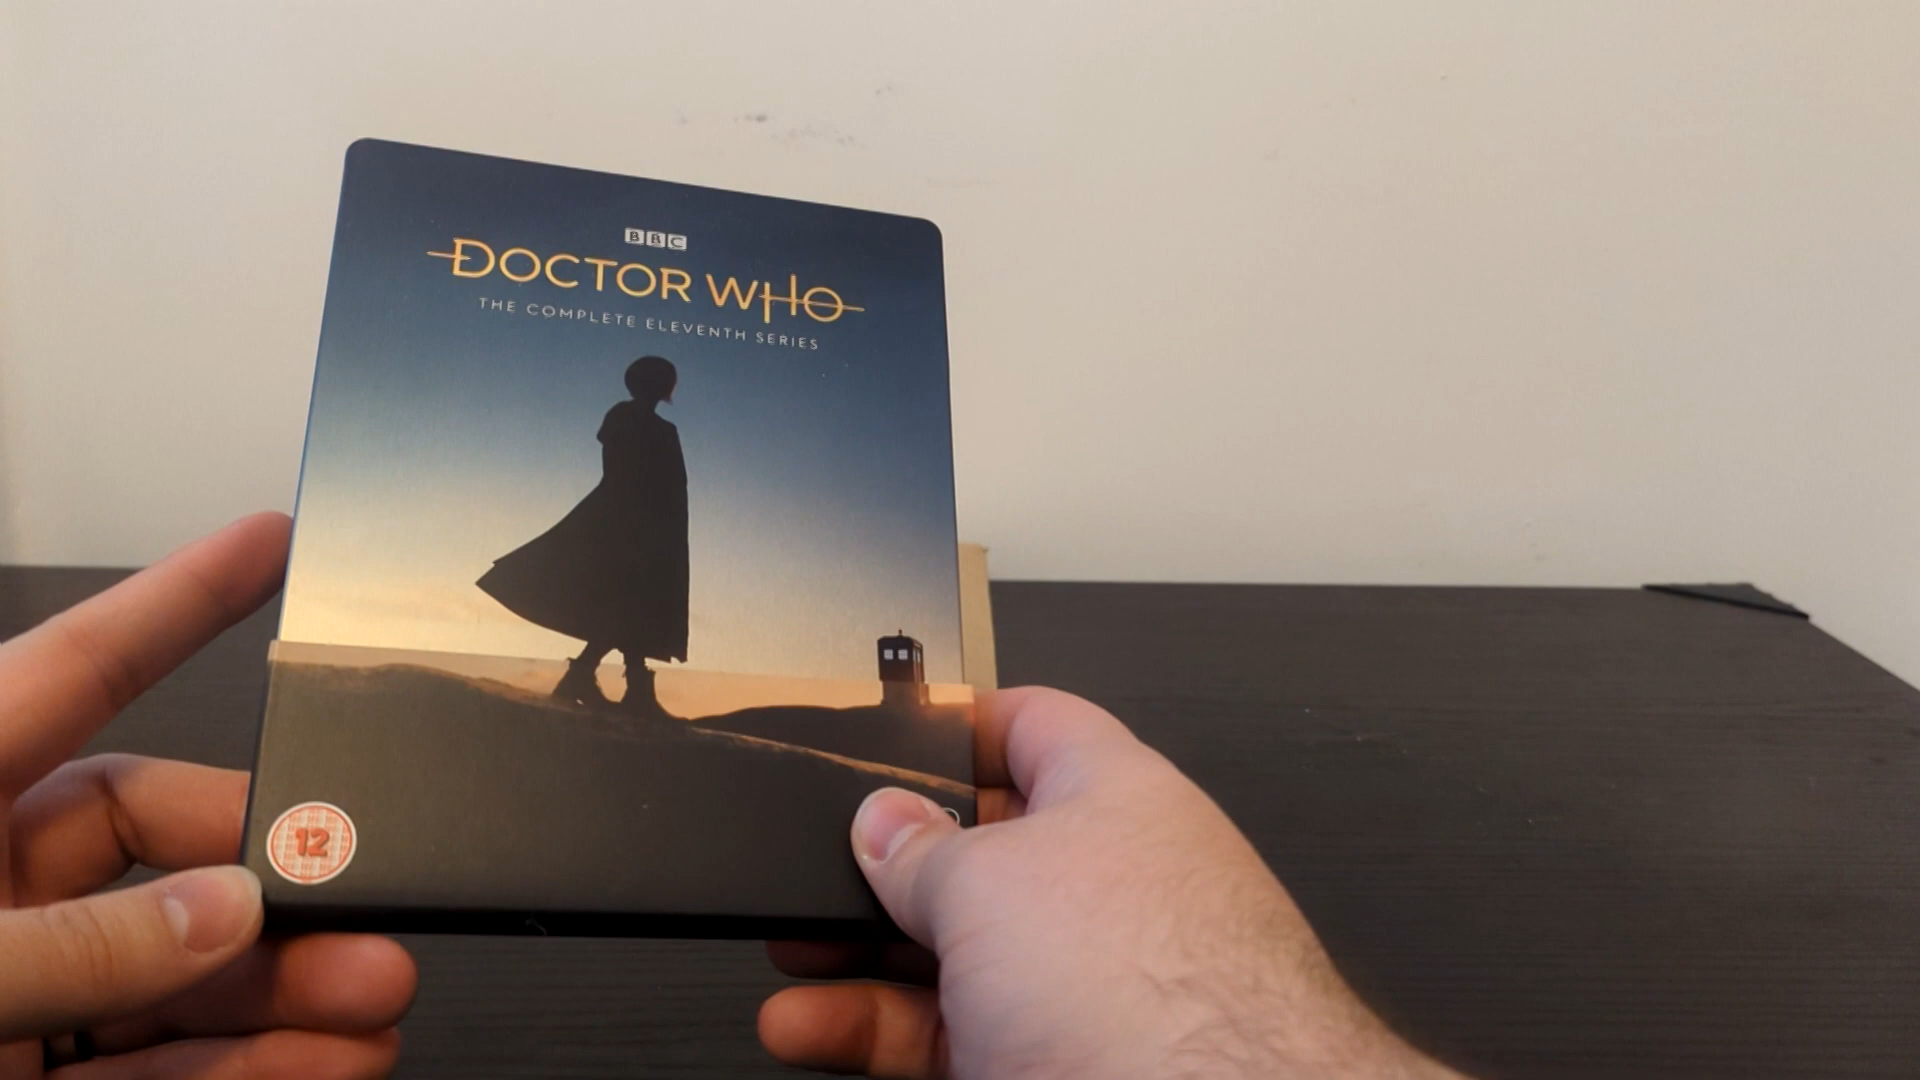 BBC
DOCTOR WHO
THE COMPLETE ELEVENTH SERIES
12